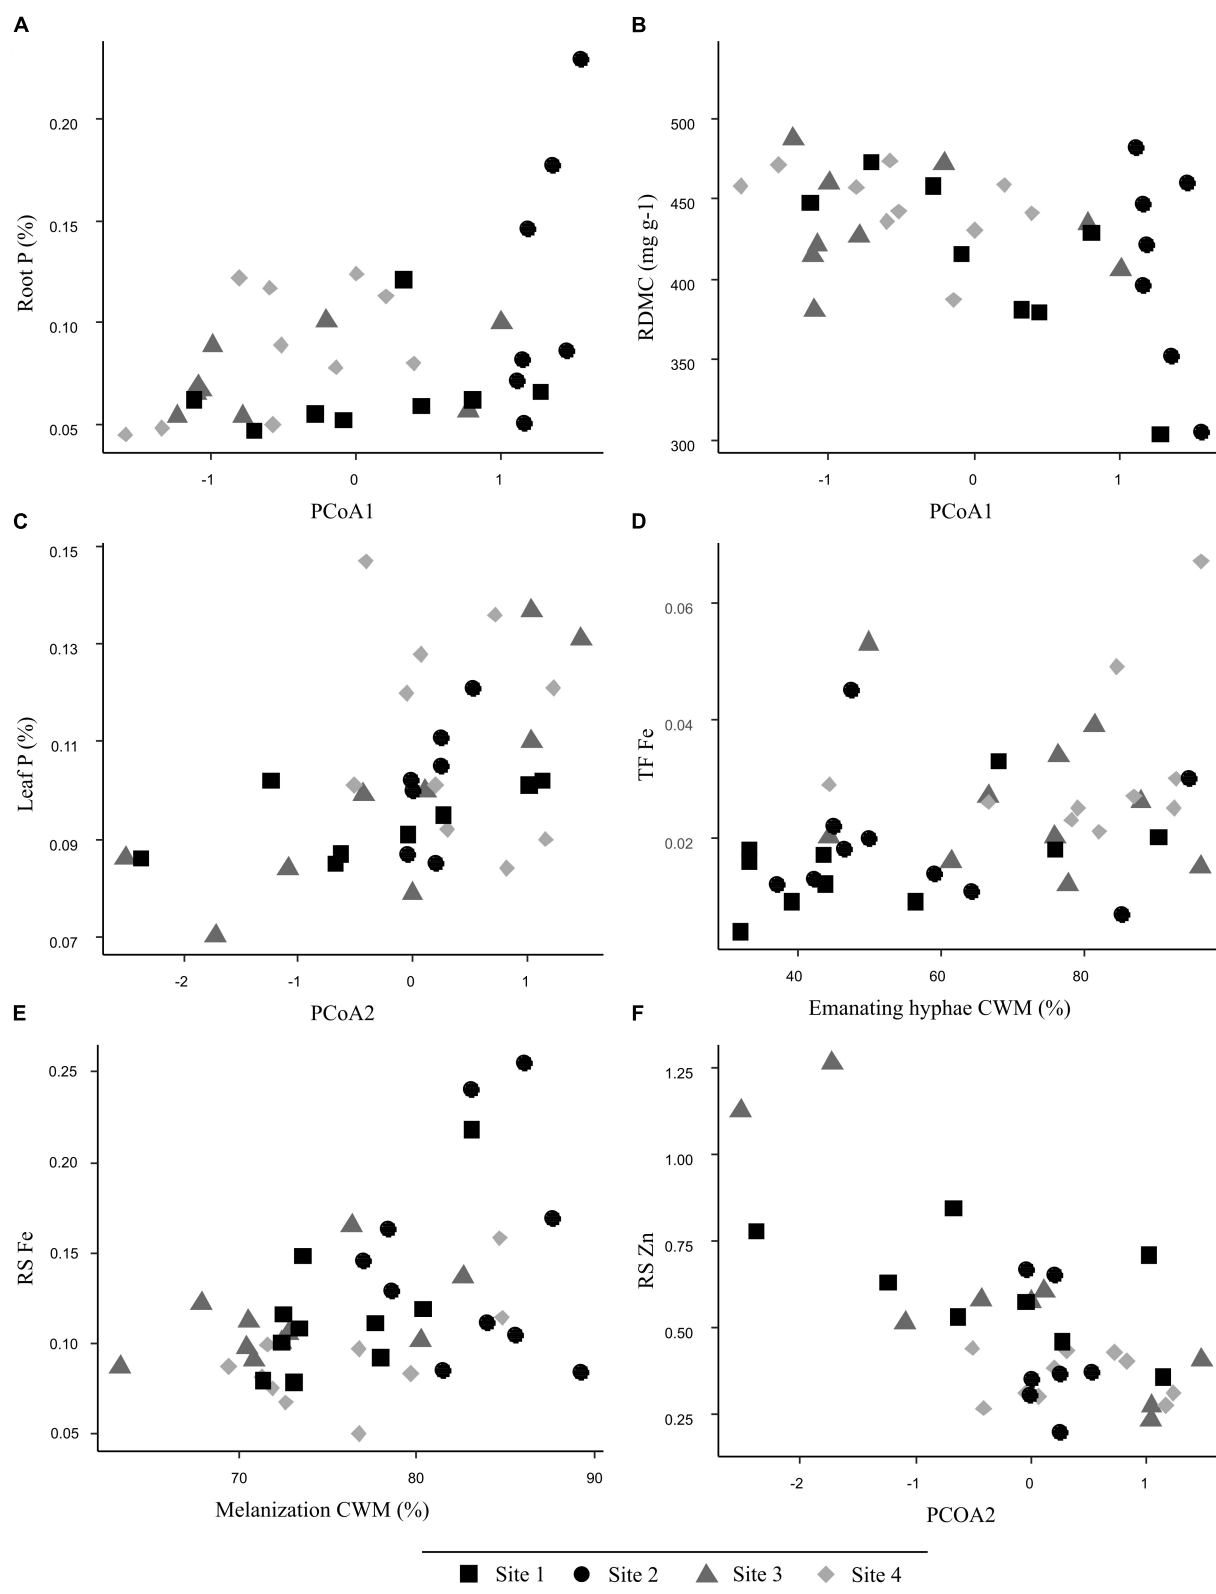 A
Root P (%)
0.20
0.15
0.10
0.05
-1
0
1
PCoA1
B
RDMC (mg g-1)
500
450
400
350
300
-1
0
1
PCoA1
C
Leaf P (%)
0.15
0.13
0.11
0.09
0.07
-2
-1
0
1
PCoA2
D
TF Fe
0.06
0.04
0.02
40
60
80
Emanating hyphae CWM (%)
E
RS Fe
0.25
0.20
0.15
0.10
0.05
70
80
90
Melanization CWM (%)
F
RS Zn
1.25
1.00
0.75
0.50
0.25
-2
-1
0
1
PCOA2
Site 1 Site 2 Site 3 Site 4